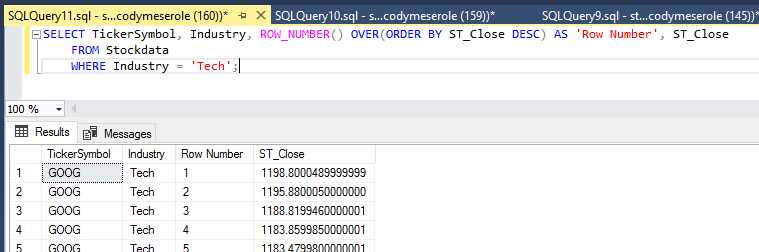 SQLQuery11.sql - s...codymeserole (160))*
SQLQuery10.sql - s...codymeserole (159))*
SQLQuery9.sql - st...codymeserole (145))*
SELECT TickerSymbol, Industry, ROW_NUMBER() OVER(ORDER BY ST_Close DESC) AS 'Row Number', ST_Close
FROM Stockdata
WHERE Industry = 'Tech';
100 %
Results Messages
TickerSymbol Industry Row Number ST_Close
1 GOOG Tech 1 1198.8000489999999
2 GOOG Tech 2 1195.8800050000000
3 GOOG Tech 3 1188.8199460000001
4 GOOG Tech 4 1183.8599850000001
5 GOOG Tech 5 1183.4799800000001